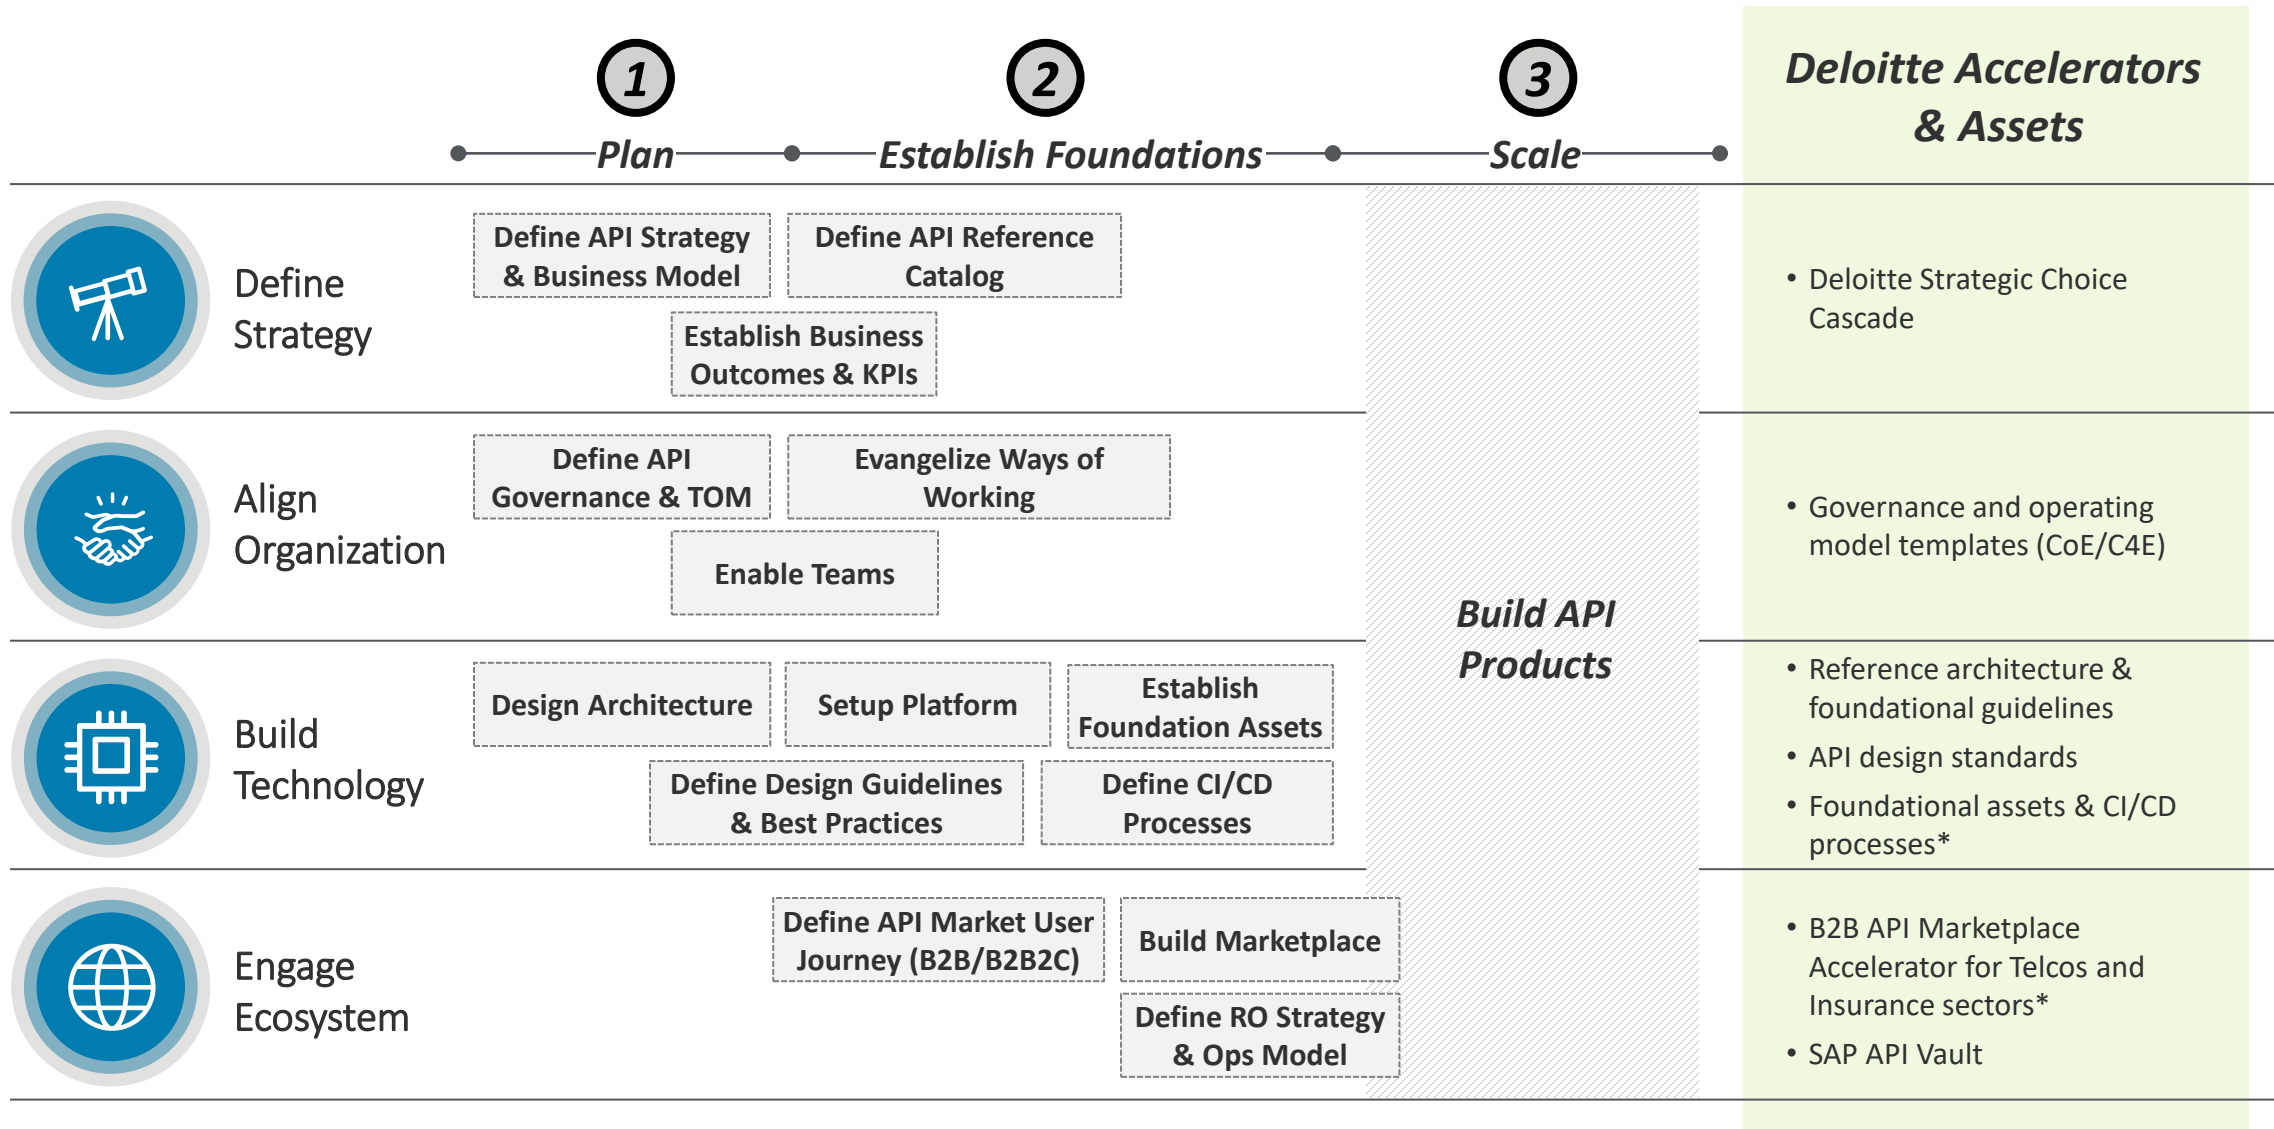 1
2
3
Plan
Establish Foundations
Scale
Deloitte Accelerators
& Assets
Define
Strategy
Define API Strategy
& Business Model
Define API Reference
Catalog
Establish Business
Outcomes & KPIs
• Deloitte Strategic Choice
Cascade
Align
Organization
Define API
Governance & TOM
Evangelize Ways of
Working
Enable Teams
• Governance and operating
model templates (CoE/C4E)
Build API
Products
Build
Technology
Design Architecture
Setup Platform
Establish
Foundation Assets
Define Design Guidelines
& Best Practices
Define CI/CD
Processes
• Reference architecture &
foundational guidelines
• API design standards
• Foundational assets & CI/CD
processes*
Engage
Ecosystem
Define API Market User
Journey (B2B/B2B2C)
Build Marketplace
Define RO Strategy
& Ops Model
• B2B API Marketplace
Accelerator for Telcos and
Insurance sectors*
• SAP API Vault